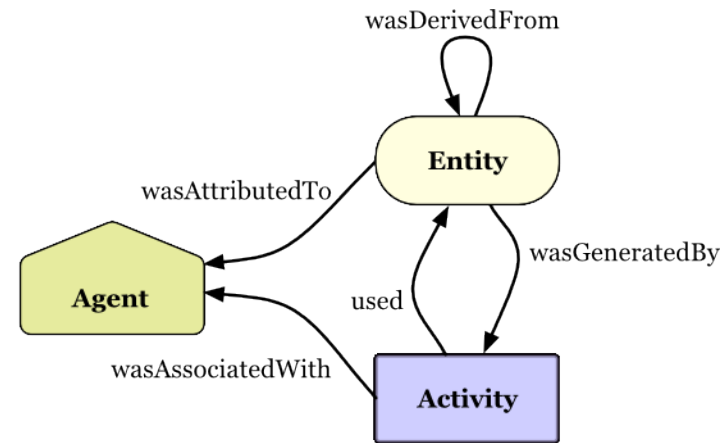 wasDerivedFrom
Entity
wasAttributedTo
wasGeneratedBy
Agent
used
wasAssociatedWith
Activity